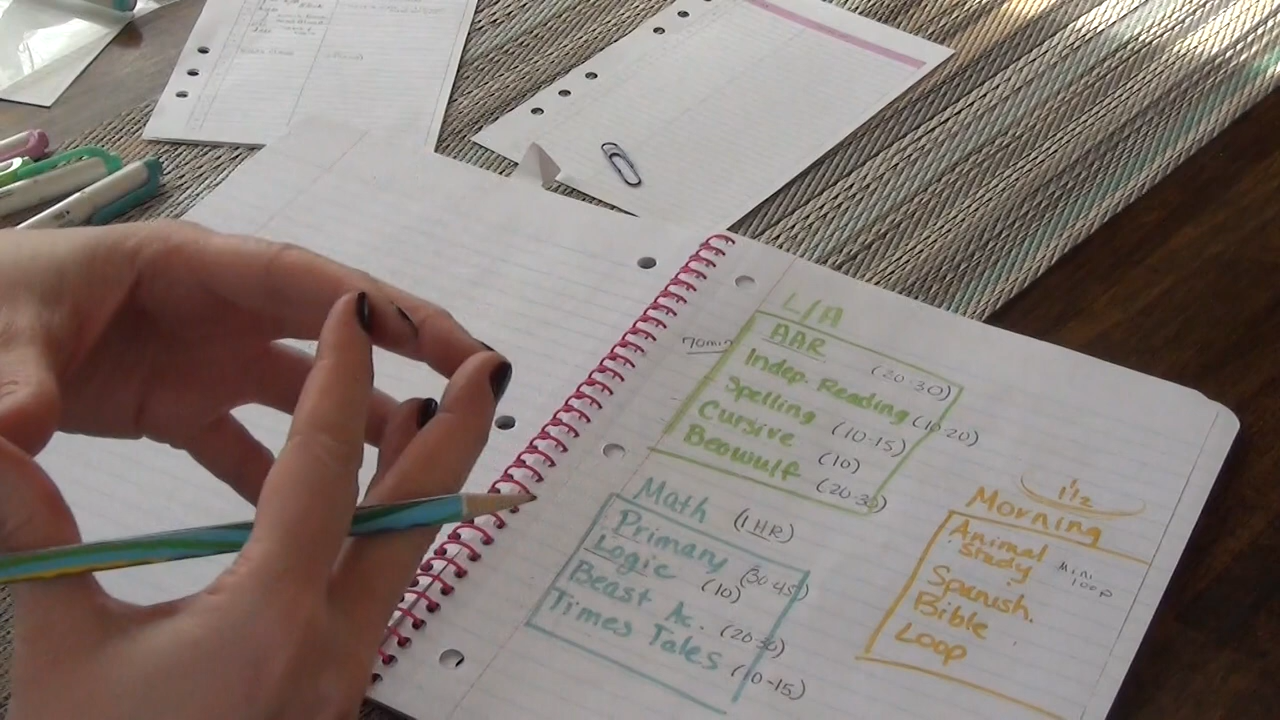 L/A
70min
AAR (20-30)
Indep. Reading (10-20)
Spelling (10-15)
Cursive (10)
Beowulf (20-30)
Math (1 HR)
Primary (30-45)
Logic (10)
Beast Ac. (20-30)
Times Tales (10-15)
1 1/2
Morning
Animal
Study mini
loop
Spanish.
Bible
Loop